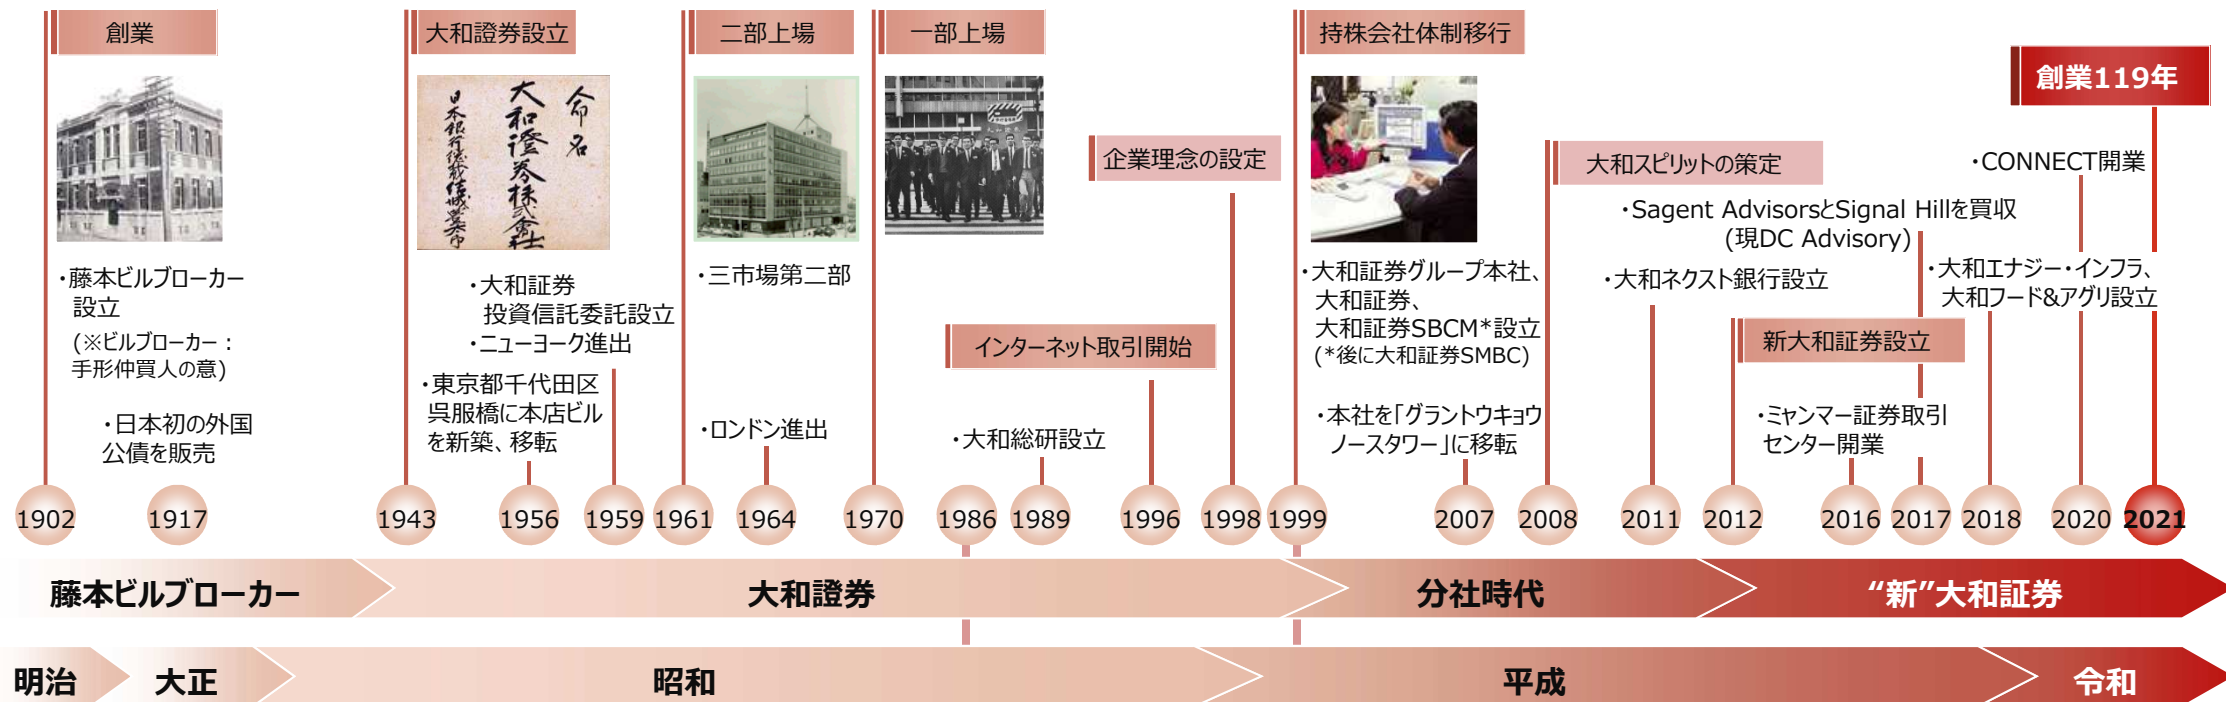 創業
大和證券設立
二部上場
一部上場
持株会社体制移行
創業119年
命名
大和證券株式會社
企業理念の設定
大和スピリットの策定
・CONNECT開業
・Sagent AdvisorsとSignal Hillを買収
(現DC Advisory)
・藤本ビルブローカー
設立
(※ビルブローカー：
手形仲買人の意)
・日本初の外国
公債を販売
・大和証券
投資信託委託設立
・ニューヨーク進出
・東京都千代田区
呉服橋に本店ビル
を新築、移転
・三市場第二部
・ロンドン進出
インターネット取引開始
・大和総研設立
・大和証券グループ本社、
大和証券、
大和証券SBCM*設立
(*後に大和証券SMBC)
・本社を「グラントウキョウ
ノースタワー」に移転
・大和ネクスト銀行設立
・大和エナジー・インフラ、
大和フード&アグリ設立
新大和証券設立
・ミャンマー証券取引
センター開業
1902
1917
1943
1956
1959
1961
1964
1970
1986
1989
1996
1998
1999
2007
2008
2011
2012
2016
2017
2018
2020
2021
藤本ビルブローカー
大和證券
分社時代
“新”大和証券
明治
大正
昭和
平成
令和